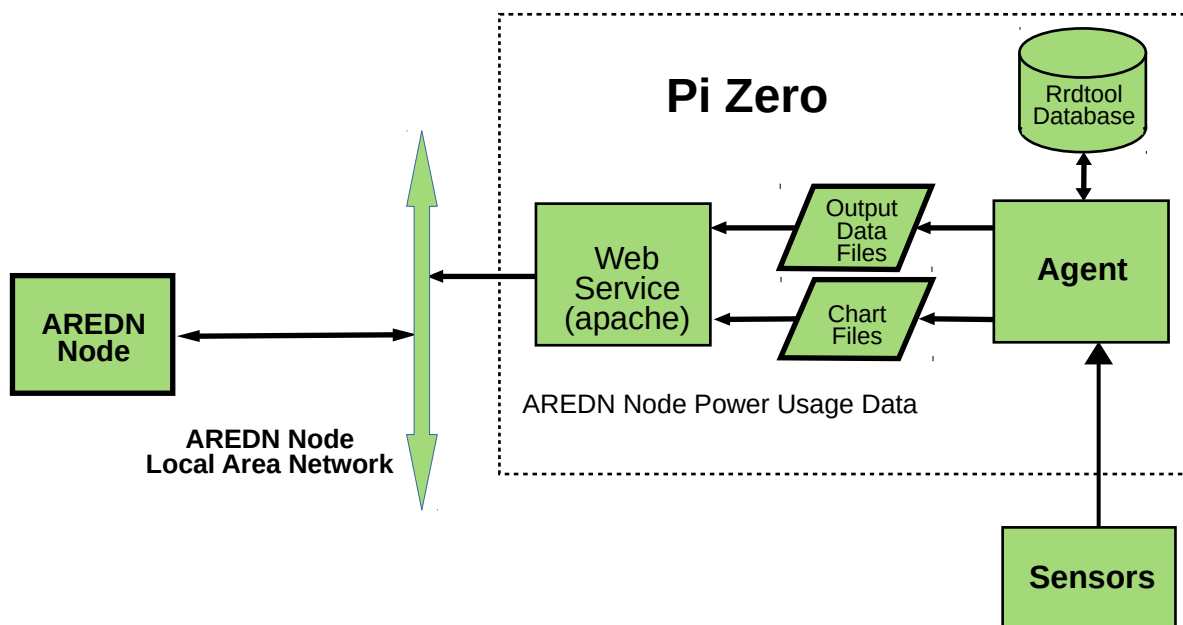 Pi Zero
Rrdtool
Database
Output
Data
Files
Web
Service
(apache)
Agent
Chart
Files
AREDN
Node
AREDN Node Power Usage Data
AREDN Node
Local Area Network
Sensors